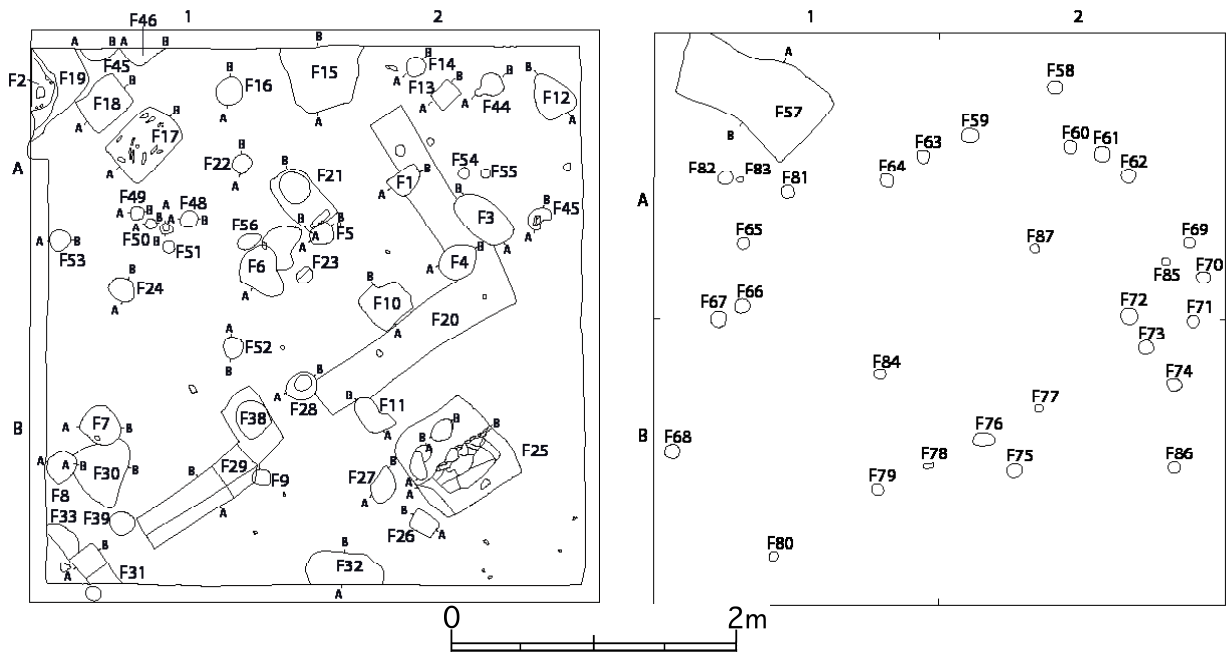 1 2
F46
F2 F19 F45 F18 F17 F16 F15 F14 F13 F44 F12
A
F22 F21 F1 F54 F55 F3 F45
F49 F48 F50 F51 F53 F56 F5 F6 F23 F4
F24 F10 F20
F52
F28 F11
B
F7 F38 F25
F30 F29 F9 F27
F8
F33 F39 F26
F31 F32
1 2
F58
F57 F59 F60 F61 F62 F63 F64
F82 F83 F81
A
F65 F87 F69 F85 F70
F67 F66 F72 F71
F73
F84 F74
F77
B
F68 F76 F78 F75 F86
F79
F80
0 2m